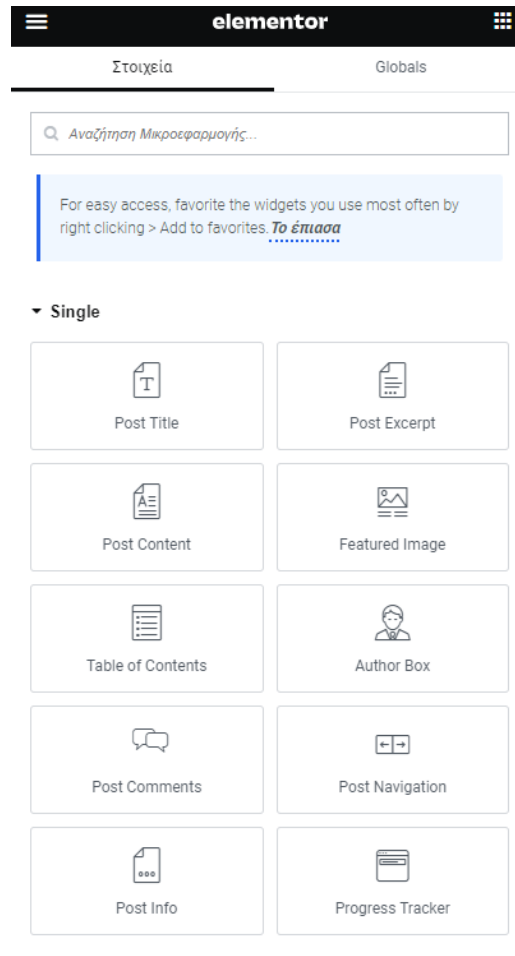 elementor
Στοιχεία
Globals
Αναζήτηση Μικροεφαρμογής...
For easy access, favorite the widgets you use most often by
right clicking > Add to favorites. Το έπιασα
Single
Post Title
Post Excerpt
Post Content
Featured Image
Table of Contents
Author Box
Post Comments
Post Navigation
Post Info
Progress Tracker